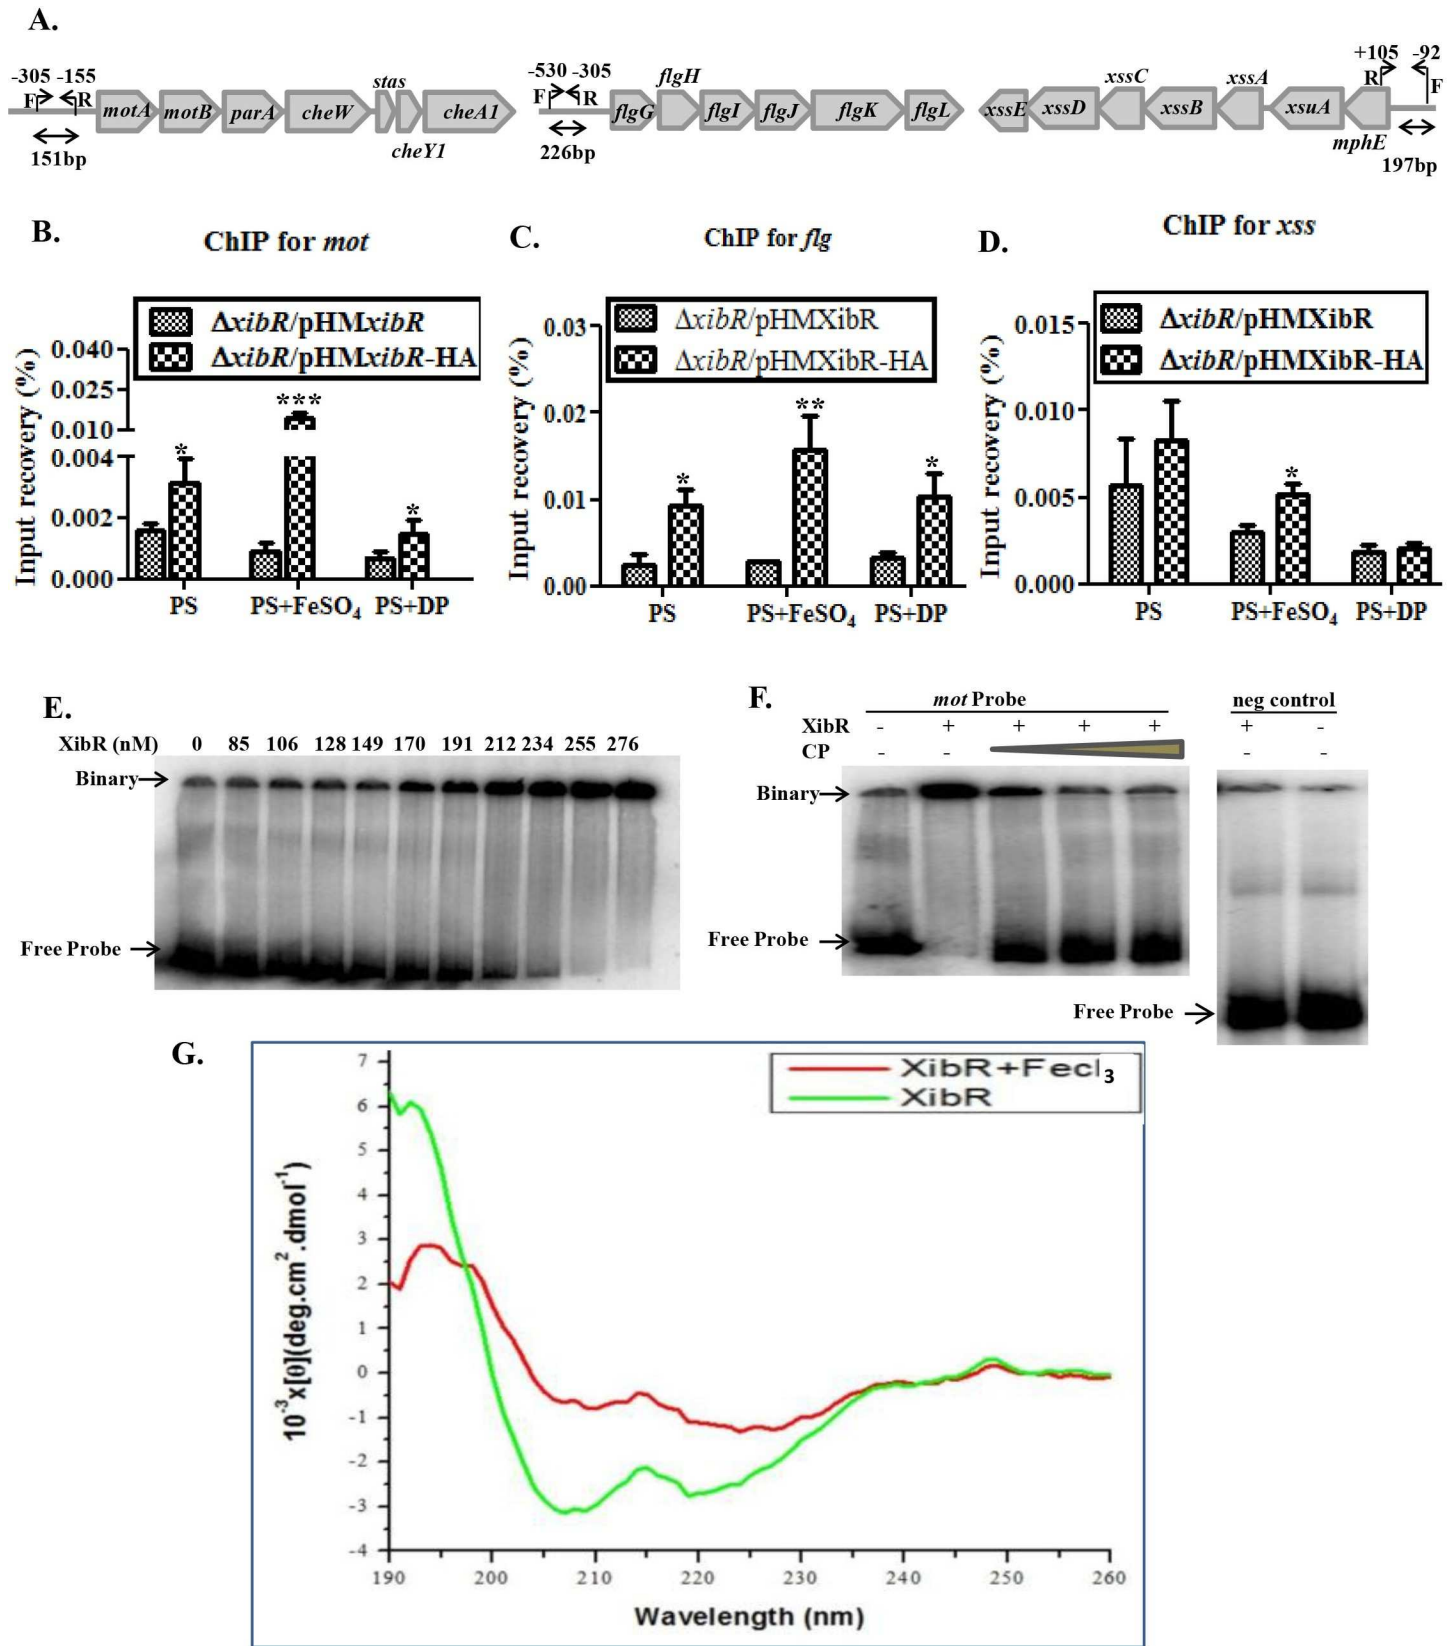 A.
-305 -155
F R
151bp
motA motB parA cheW stas cheY1 cheA1
-530 -305
F R
226bp
flgG flgH flgI flgJ flgK flgL
xssE xssD xssC xssB xssA xsuA mphE
+105 -92
R F
197bp
B.
ChIP for mot
ΔxibR/pHMxibR
ΔxibR/pHMxibR-HA
Input recovery (%)
0.040
0.025
0.010
0.004
0.002
0.000
* *** *
PS PS+FeSO4 PS+DP
C.
ChIP for flg
ΔxibR/pHMXibR
ΔxibR/pHMXibR-HA
Input recovery (%)
0.03
0.02
0.01
0.00
* ** *
PS PS+FeSO4 PS+DP
D.
ChIP for xss
ΔxibR/pHMXibR
ΔxibR/pHMXibR-HA
Input recovery (%)
0.015
0.010
0.005
0.000
*
PS PS+FeSO4 PS+DP
E.
XibR (nM) 0 85 106 128 149 170 191 212 234 255 276
Binary
Free Probe
F.
mot Probe neg control
XibR - + + + + + -
CP - - - -
Binary
Free Probe
Free Probe
G.
XibR+Fecl3
XibR
10-3x[θ](deg.cm2.dmol-1)
7
6
5
4
3
2
1
0
-1
-2
-3
-4
190 200 210 220 230 240 250 260
Wavelength (nm)